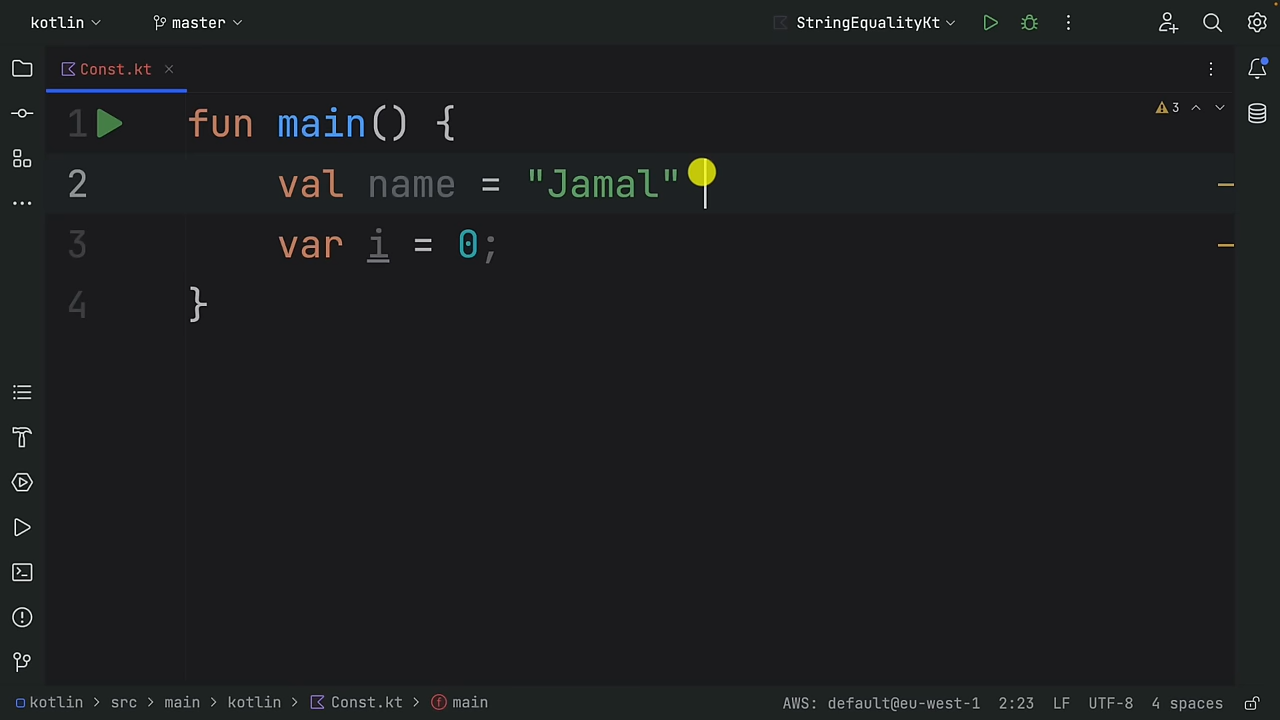 kotlin master StringEqualityKt
Const.kt
1 fun main() { 3
2 val name = "Jamal"
3 var i = 0;
4 }
kotlin > src > main > kotlin > Const.kt > main AWS: default@eu-west-1 2:23 LF UTF-8 4 spaces